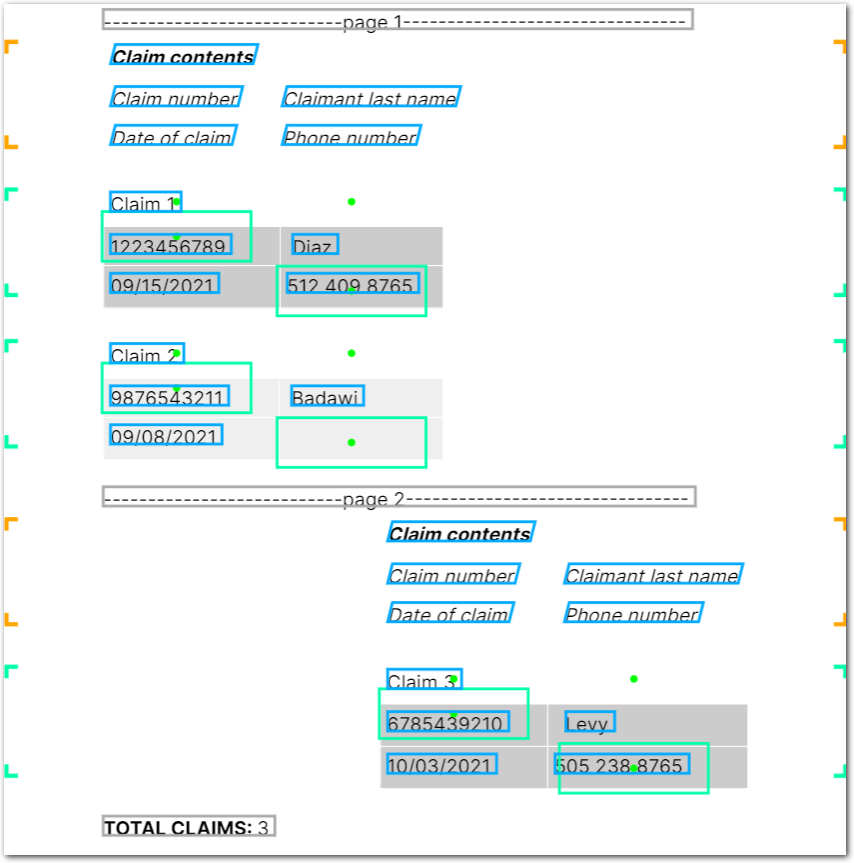 --------------------------page 1-------------------------------
Claim contents
Claim number Claimant last name
Date of claim Phone number
Claim 1
1223456789 Diaz
09/15/2021 512 409 8765
Claim 2
9876543211 Badawi
09/08/2021
--------------------------page 2-------------------------------
Claim contents
Claim number Claimant last name
Date of claim Phone number
Claim 3
6785439210 Levy
10/03/2021 505 238 8765
TOTAL CLAIMS: 3